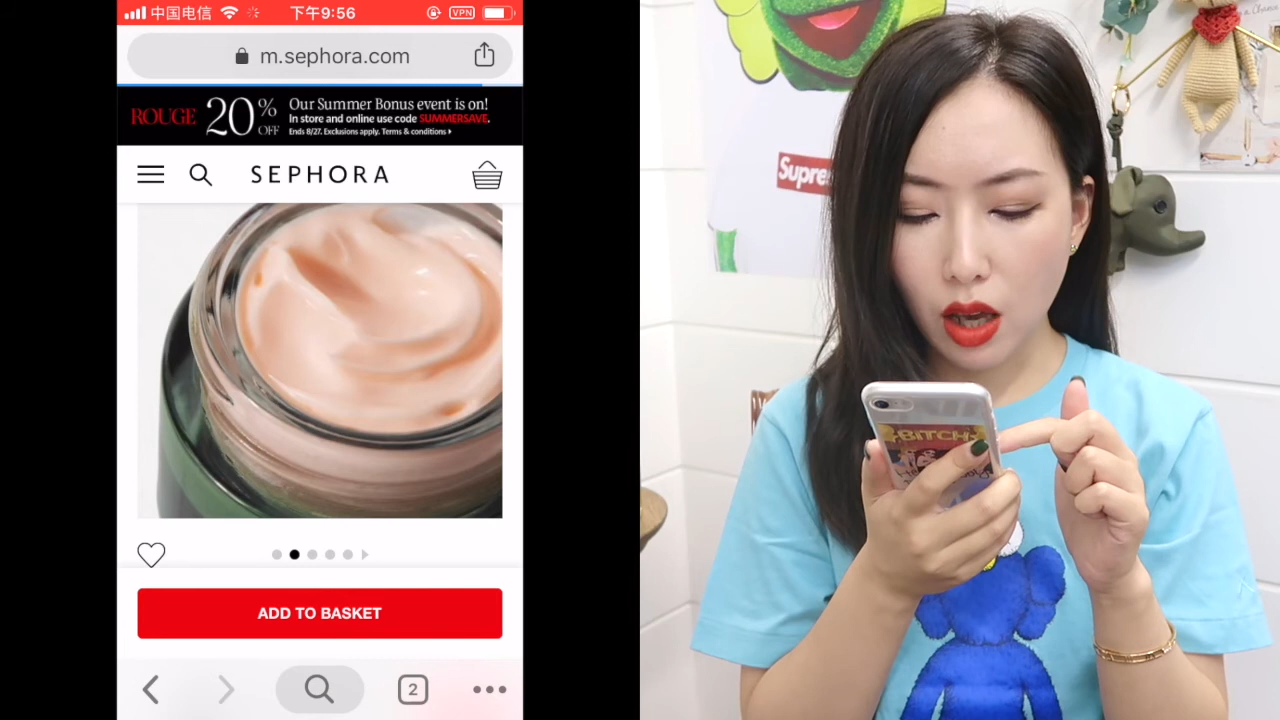 中国电信
下午9:56
VPN
m.sephora.com
ROUGE 20% OFF
Our Summer Bonus event is on!
In store and online use code SUMMERSAVE.
Ends 8/27. Exclusions apply. Terms & conditions
SEPHORA
ADD TO BASKET
2
Supre
BITCH